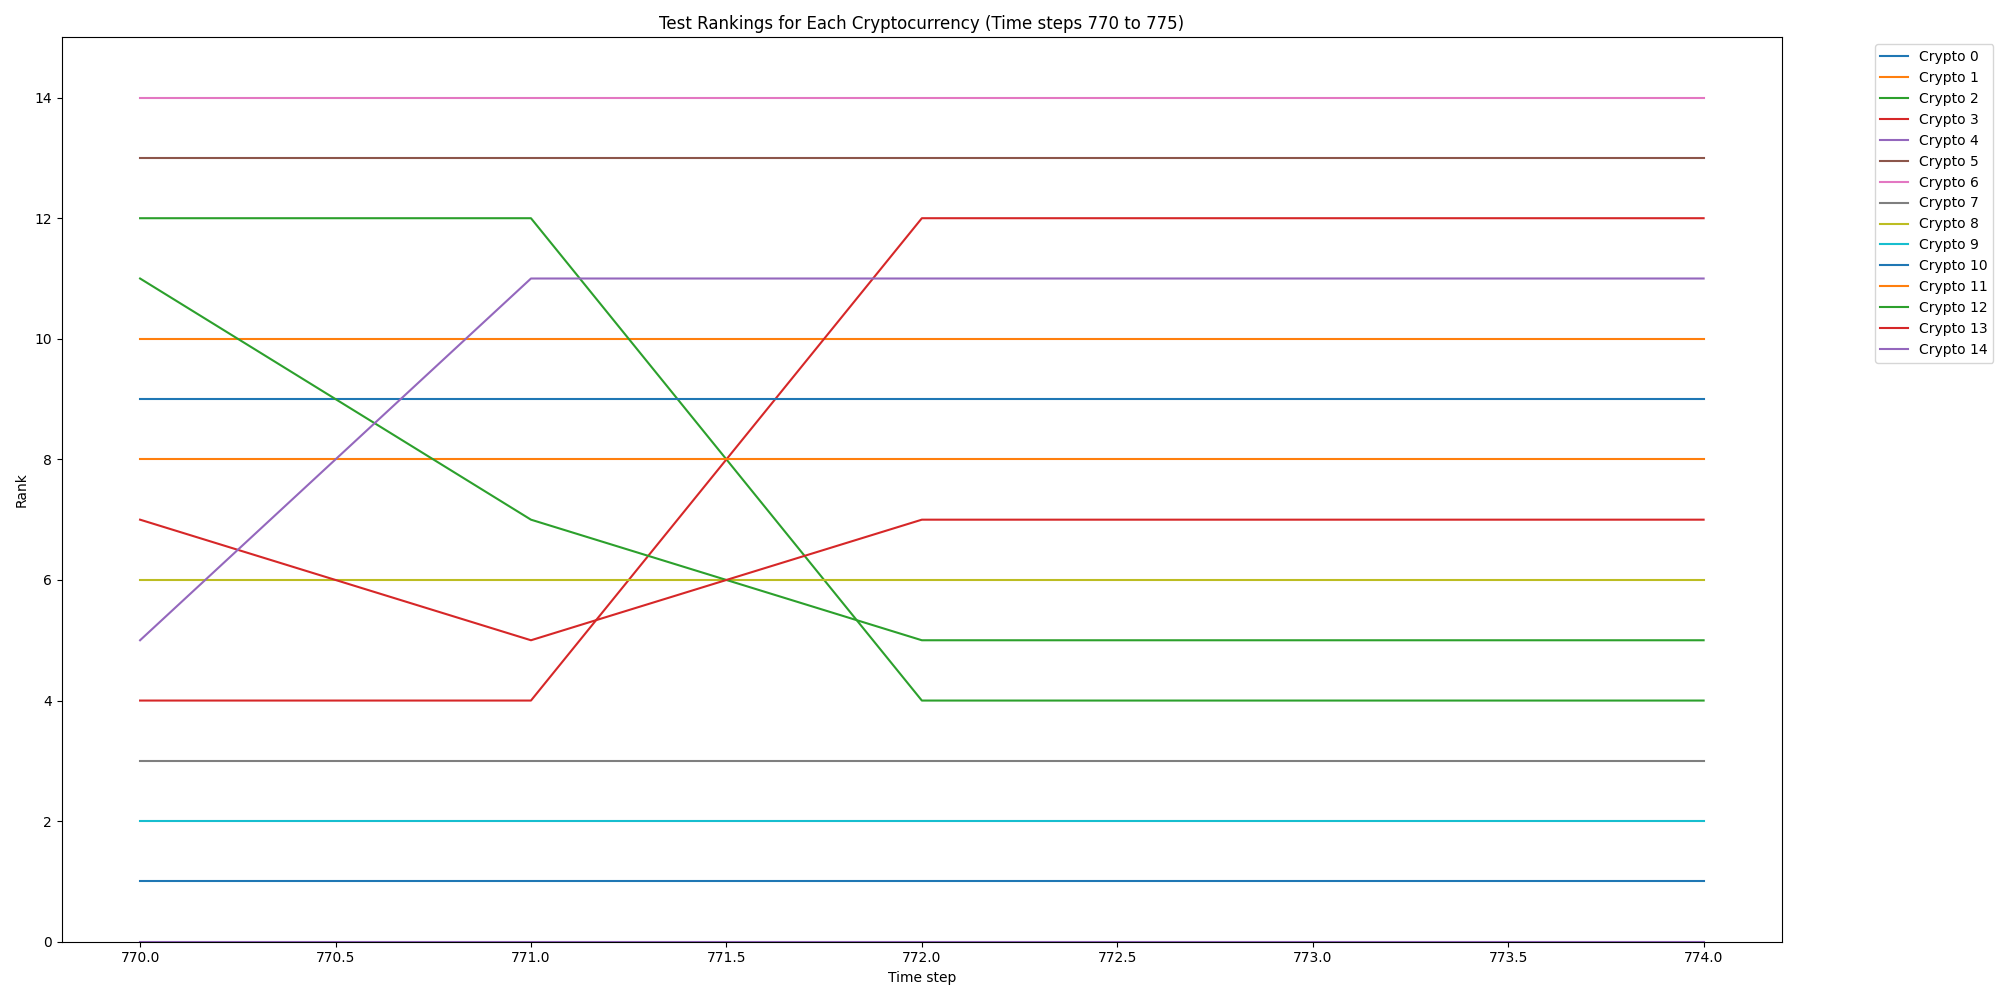 Test Rankings for Each Cryptocurrency (Time steps 770 to 775)
Rank
14
12
10
8
6
4
2
0
770.0 770.5 771.0 771.5 772.0 772.5 773.0 773.5 774.0
Time step
Crypto 0
Crypto 1
Crypto 2
Crypto 3
Crypto 4
Crypto 5
Crypto 6
Crypto 7
Crypto 8
Crypto 9
Crypto 10
Crypto 11
Crypto 12
Crypto 13
Crypto 14